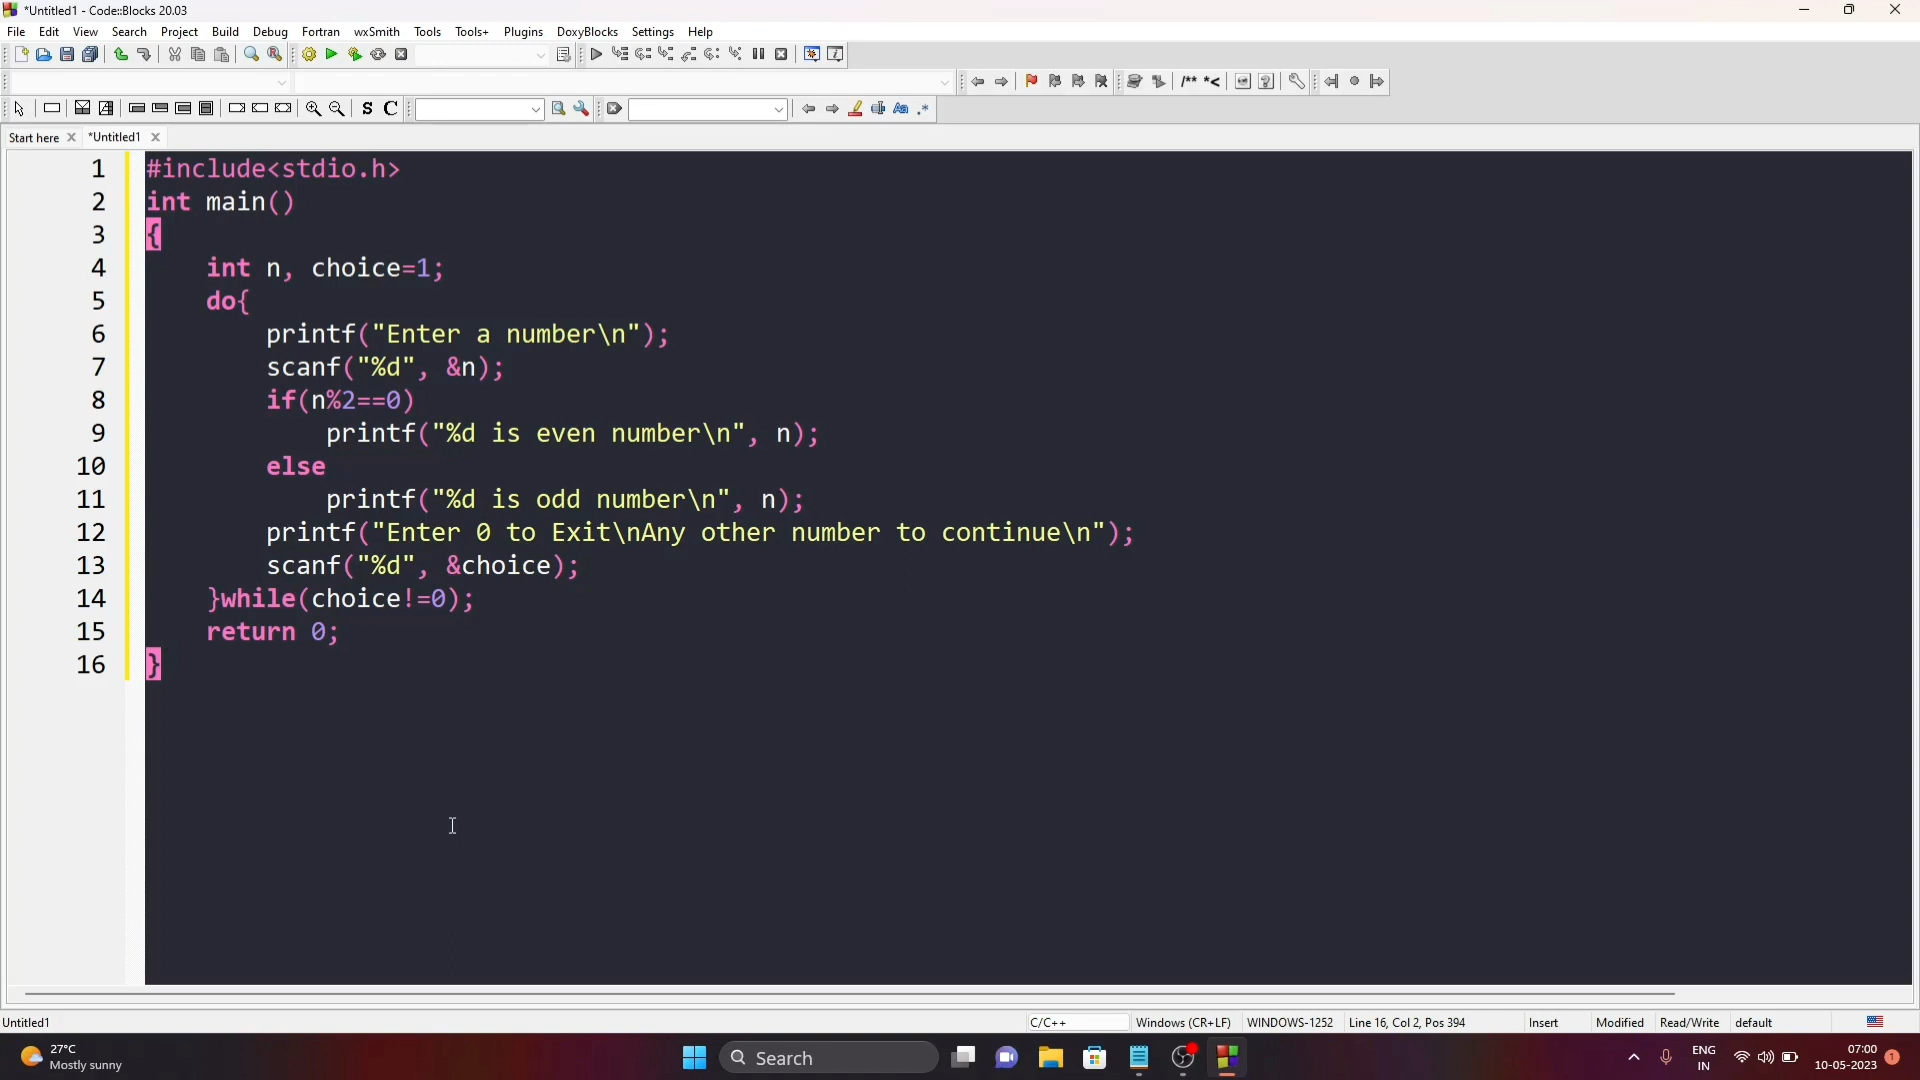 *Untitled1 - Code::Blocks 20.03
File Edit View Search Project Build Debug Fortran wxSmith Tools Tools+ Plugins DoxyBlocks Settings Help
/** *<
S C Aa .*
Start here *Untitled1
1 #include<stdio.h>
2 int main()
3 {
4 int n, choice=1;
5 do{
6 printf("Enter a number\n");
7 scanf("%d", &n);
8 if(n%2==0)
9 printf("%d is even number\n", n);
10 else
11 printf("%d is odd number\n", n);
12 printf("Enter 0 to Exit\nAny other number to continue\n");
13 scanf("%d", &choice);
14 }while(choice!=0);
15 return 0;
16 }
Untitled1 C/C++ Windows (CR+LF) WINDOWS-1252 Line 16, Col 2, Pos 394 Insert Modified Read/Write default
27°C
Mostly sunny
Search
ENG
IN
07:00
10-05-2023
1